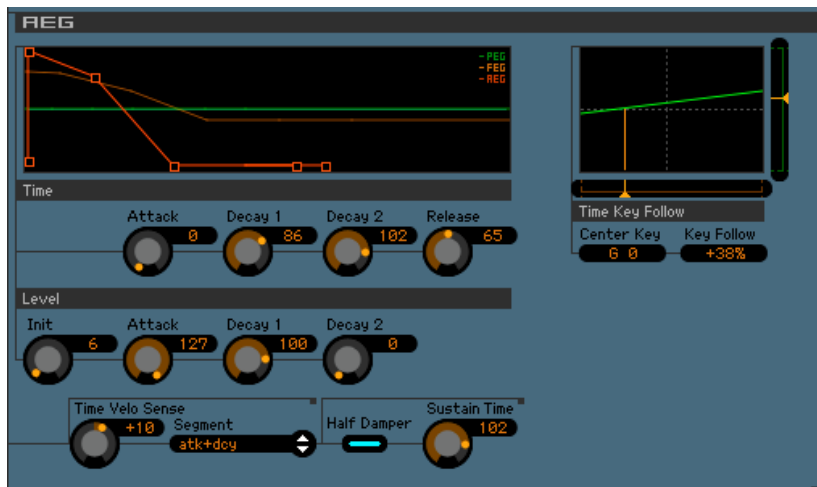 AEG
-PEG
-FEG
-AEG
Time
Attack 0
Decay 1 86
Decay 2 102
Release 65
Time Key Follow
Center Key G 0
Key Follow +38%
Level
Init 6
Attack 127
Decay 1 100
Decay 2 0
Time Velo Sense +10
Segment atk+dcy
Half Damper
Sustain Time 102